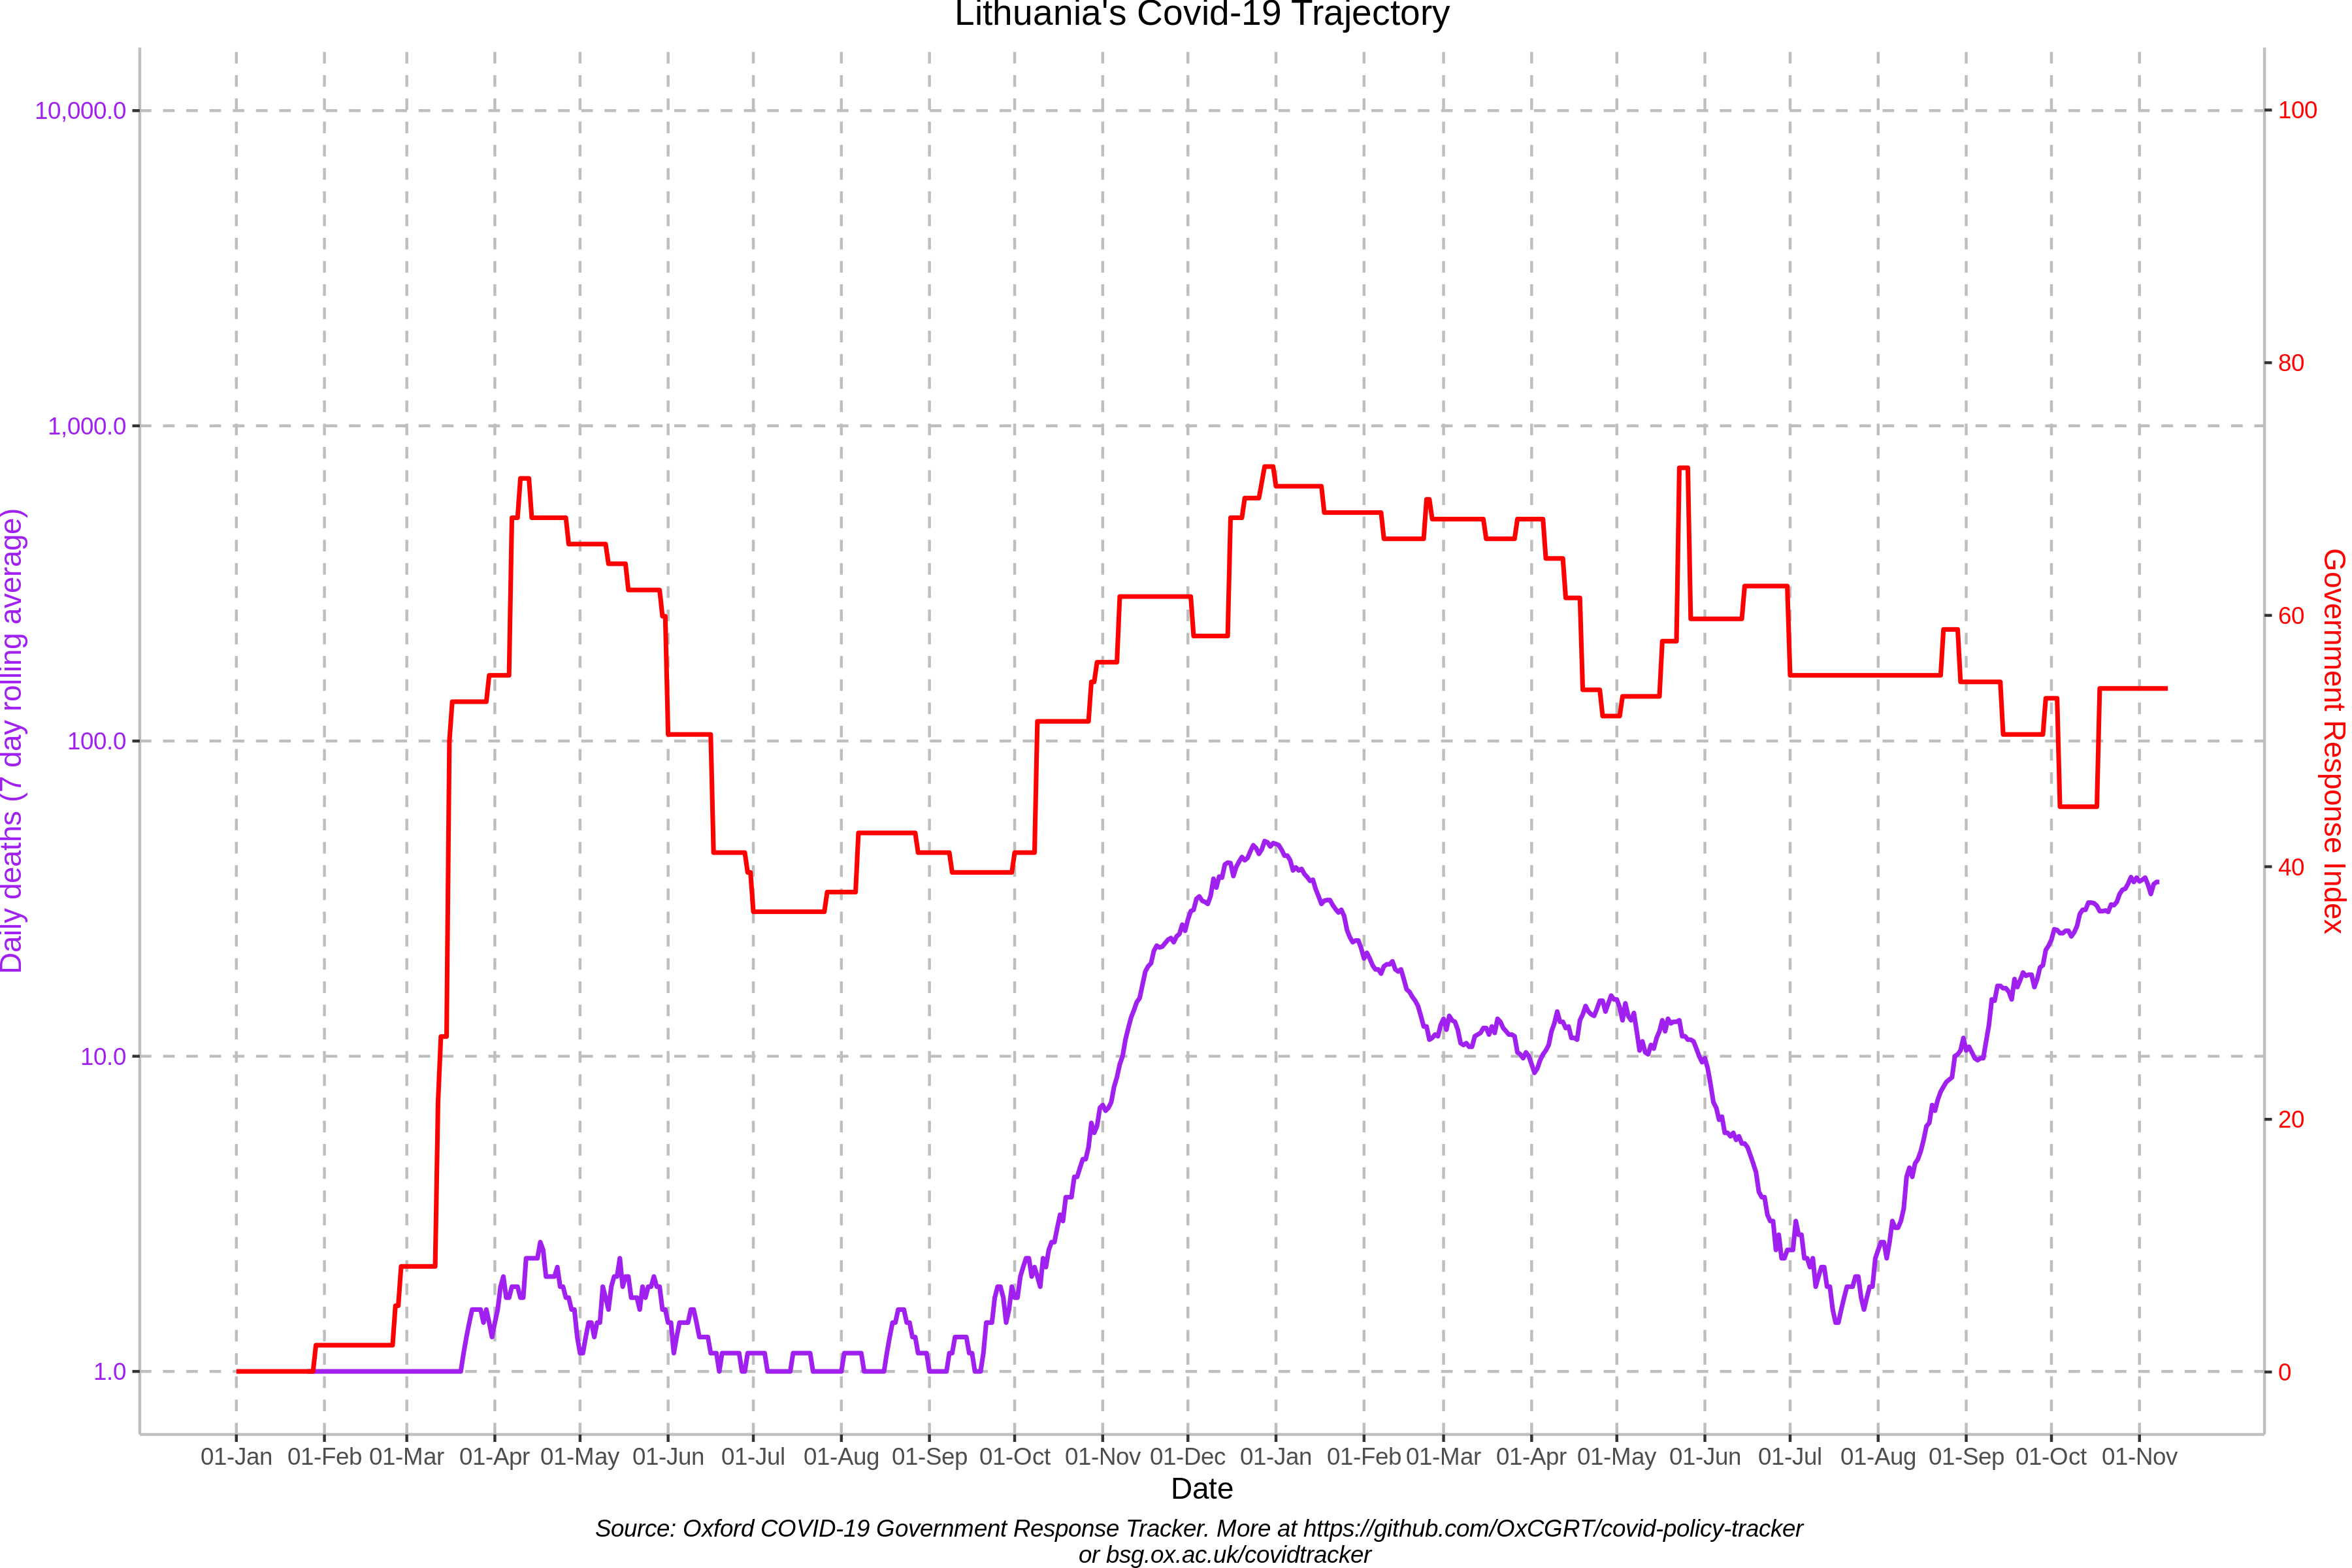 Lithuania's Covid-19 Trajectory
10,000.0
1,000.0
100.0
10.0
1.0
Daily deaths (7 day rolling average)
100
80
60
40
20
0
Government Response Index
01-Jan 01-Feb 01-Mar 01-Apr 01-May 01-Jun 01-Jul 01-Aug 01-Sep 01-Oct 01-Nov 01-Dec 01-Jan 01-Feb 01-Mar 01-Apr 01-May 01-Jun 01-Jul 01-Aug 01-Sep 01-Oct 01-Nov
Date
Source: Oxford COVID-19 Government Response Tracker. More at https://github.com/OxCGRT/covid-policy-tracker
or bsg.ox.ac.uk/covidtracker